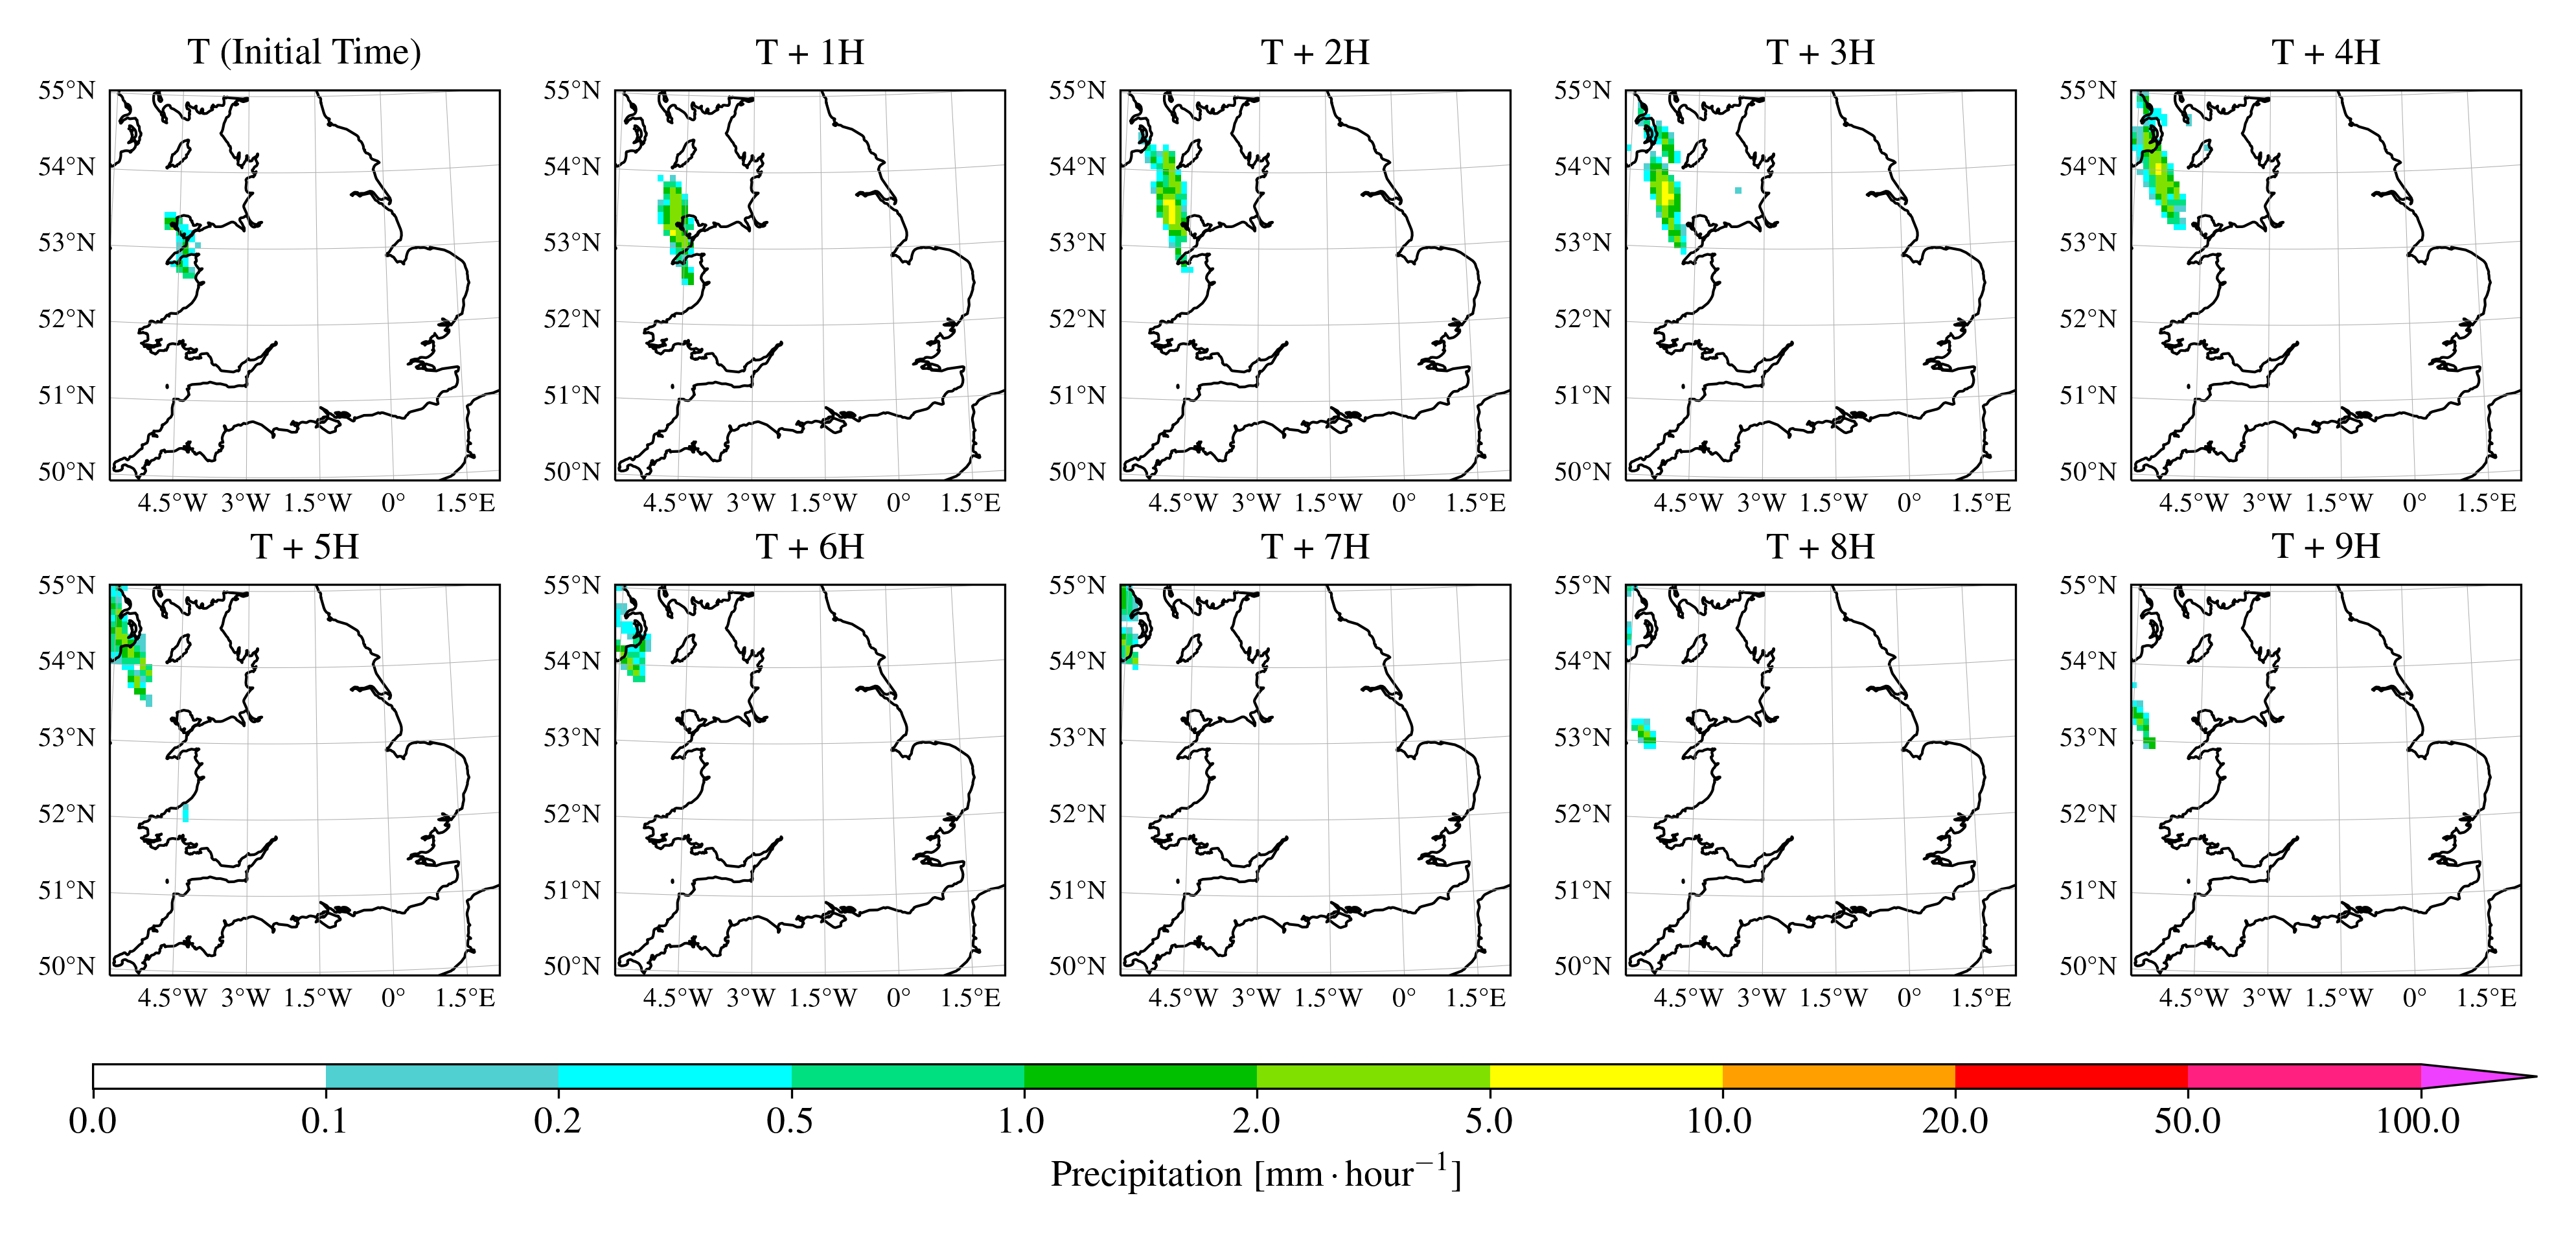 T (Initial Time)
T + 1H
T + 2H
T + 3H
T + 4H
55°N 55°N 55°N 55°N 55°N
54°N 54°N 54°N 54°N 54°N
53°N 53°N 53°N 53°N 53°N
52°N 52°N 52°N 52°N 52°N
51°N 51°N 51°N 51°N 51°N
50°N 50°N 50°N 50°N 50°N
4.5°W 3°W 1.5°W 0° 1.5°E 4.5°W 3°W 1.5°W 0° 1.5°E 4.5°W 3°W 1.5°W 0° 1.5°E 4.5°W 3°W 1.5°W 0° 1.5°E 4.5°W 3°W 1.5°W 0° 1.5°E
T + 5H
T + 6H
T + 7H
T + 8H
T + 9H
55°N 55°N 55°N 55°N 55°N
54°N 54°N 54°N 54°N 54°N
53°N 53°N 53°N 53°N 53°N
52°N 52°N 52°N 52°N 52°N
51°N 51°N 51°N 51°N 51°N
50°N 50°N 50°N 50°N 50°N
4.5°W 3°W 1.5°W 0° 1.5°E 4.5°W 3°W 1.5°W 0° 1.5°E 4.5°W 3°W 1.5°W 0° 1.5°E 4.5°W 3°W 1.5°W 0° 1.5°E 4.5°W 3°W 1.5°W 0° 1.5°E
0.0 0.1 0.2 0.5 1.0 2.0 5.0 10.0 20.0 50.0 100.0
Precipitation [mm · hour⁻¹]